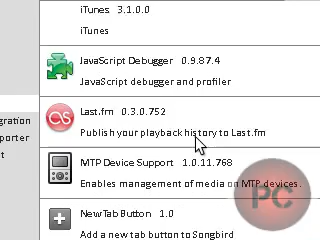 iTunes 3.1.0.0
iTunes
JavaScript Debugger 0.9.87.4
JavaScript debugger and profiler
Last.fm 0.3.0.752
Publish your playback history to Last.fm
gration
porter
t
MTP Device Support 1.0.11.768
Enables management of media on MTP devices.
New Tab Button 1.0
Add a new tab button to Songbird
PC